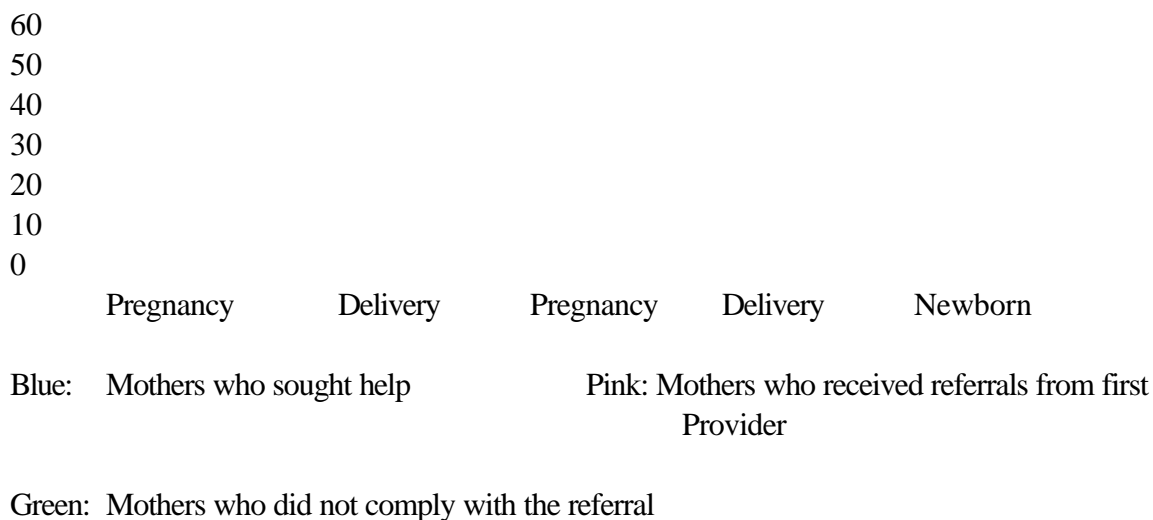 60
50
40
30
20
10
0
Pregnancy Delivery Pregnancy Delivery Newborn
Blue: Mothers who sought help Pink: Mothers who received referrals from first
Provider
Green: Mothers who did not comply with the referral